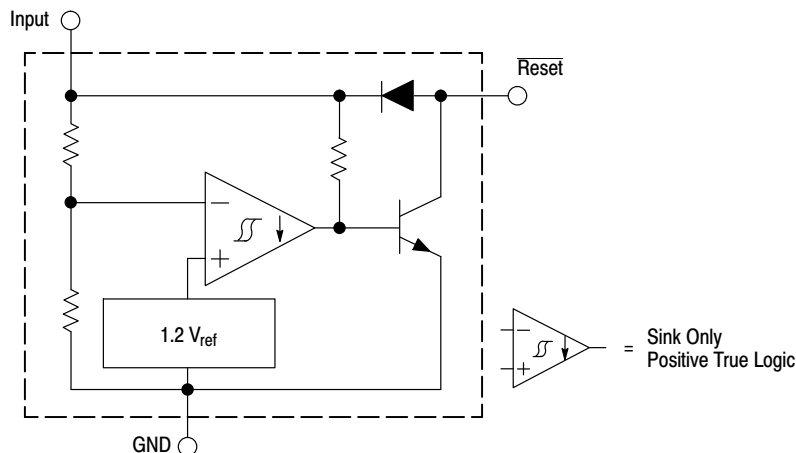 Input
Reset
−
+
1.2 Vref
GND
−
+
= Sink Only
Positive True Logic